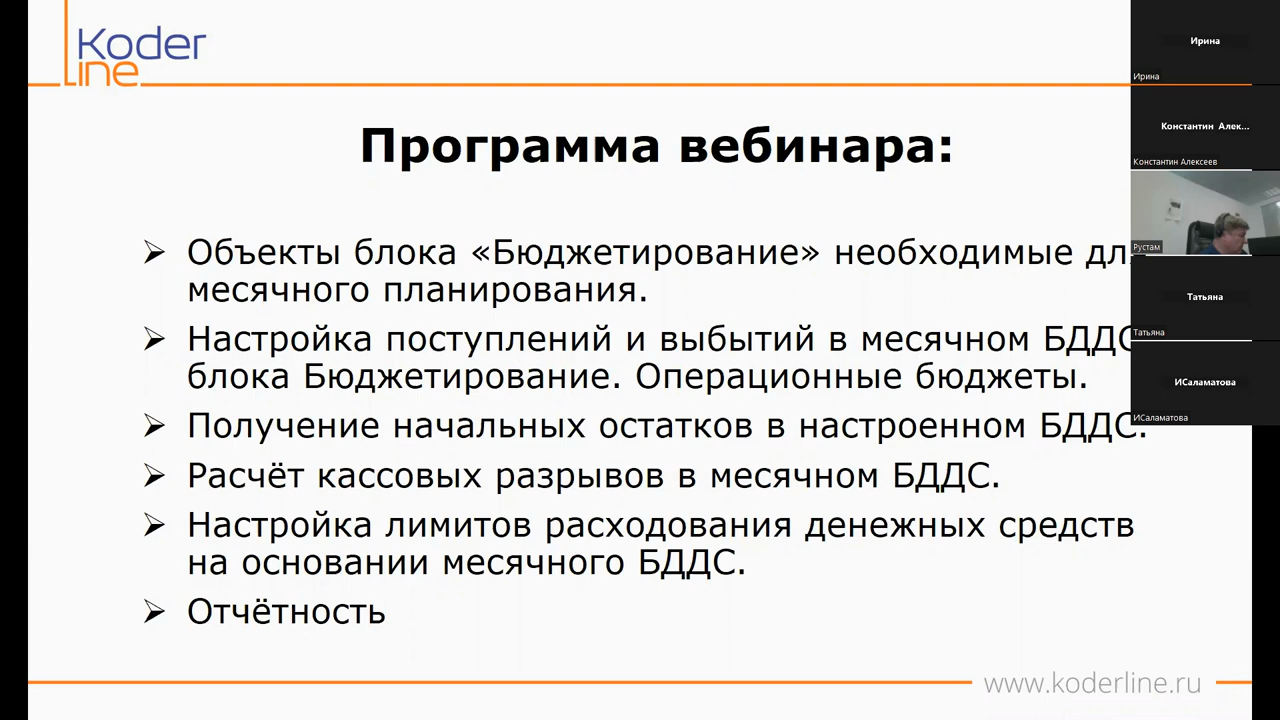 Koder
line
Программа вебинара:
Объекты блока «Бюджетирование» необходимые дл
месячного планирования.
Настройка поступлений и выбытий в месячном БДДС
блока Бюджетирование. Операционные бюджеты.
Получение начальных остатков в настроенном БДДС.
Расчёт кассовых разрывов в месячном БДДС.
Настройка лимитов расходования денежных средств
на основании месячного БДДС.
Отчётность
www.koderline.ru
Ирина
Ирина
Константин Алек...
Константин Алексеев
Рустам
Татьяна
Татьяна
ИСаламатова
ИСаламатова